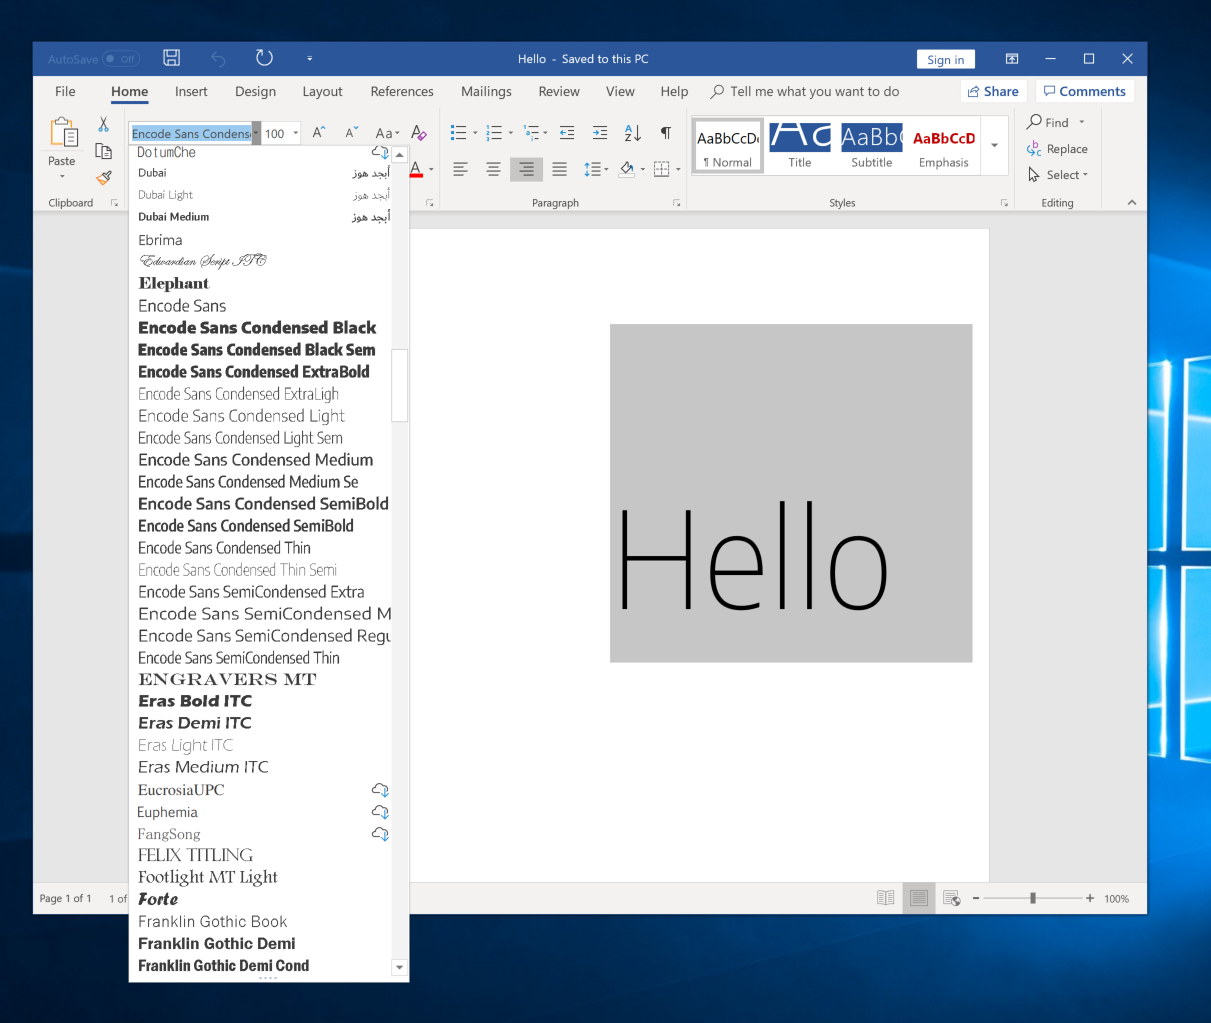 AutoSave Off
Hello - Saved to this PC
Sign in
File Home Insert Design Layout References Mailings Review View Help Tell me what you want to do Share Comments
Paste
Clipboard
Encode Sans Condens 100 Aa
Paragraph
AaBbCcD
¶ Normal
Title
AaBb
Subtitle
AaBbCcD
Emphasis
Styles
Find
Replace
Select
Editing
DotumChe
Dubai أبجد هوز
Dubai Light أبجد هوز
Dubai Medium أبجد هوز
Ebrima
Edwardian Script ITC
Elephant
Encode Sans
Encode Sans Condensed Black
Encode Sans Condensed Black Sem
Encode Sans Condensed ExtraBold
Encode Sans Condensed ExtraLigh
Encode Sans Condensed Light
Encode Sans Condensed Light Sem
Encode Sans Condensed Medium
Encode Sans Condensed Medium Se
Encode Sans Condensed SemiBold
Encode Sans Condensed SemiBold
Encode Sans Condensed Thin
Encode Sans Condensed Thin Semi
Encode Sans SemiCondensed Extra
Encode Sans SemiCondensed M
Encode Sans SemiCondensed Regu
Encode Sans SemiCondensed Thin
ENGRAVERS MT
Eras Bold ITC
Eras Demi ITC
Eras Light ITC
Eras Medium ITC
EucrosiaUPC
Euphemia
FangSong
FELIX TITLING
Footlight MT Light
Forte
Franklin Gothic Book
Franklin Gothic Demi
Franklin Gothic Demi Cond
Hello
Page 1 of 1 1 of
100%